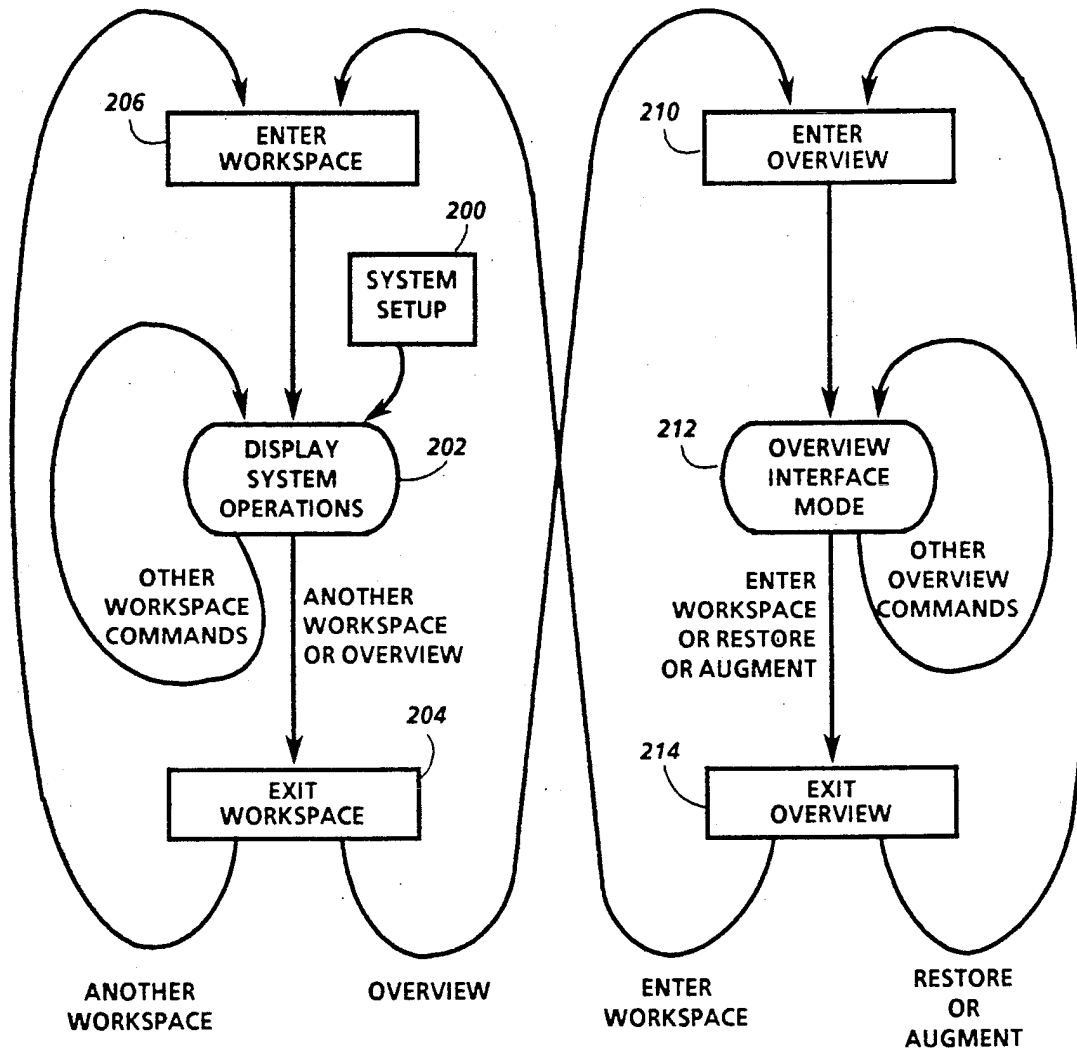 206
ENTER
WORKSPACE
210
ENTER
OVERVIEW
200
SYSTEM
SETUP
DISPLAY
SYSTEM
OPERATIONS
202
212
OVERVIEW
INTERFACE
MODE
OTHER
WORKSPACE
COMMANDS
ANOTHER
WORKSPACE
OR OVERVIEW
ENTER
WORKSPACE
OR RESTORE
OR AUGMENT
OTHER
OVERVIEW
COMMANDS
204
EXIT
WORKSPACE
214
EXIT
OVERVIEW
ANOTHER
WORKSPACE
OVERVIEW
ENTER
WORKSPACE
RESTORE
OR
AUGMENT